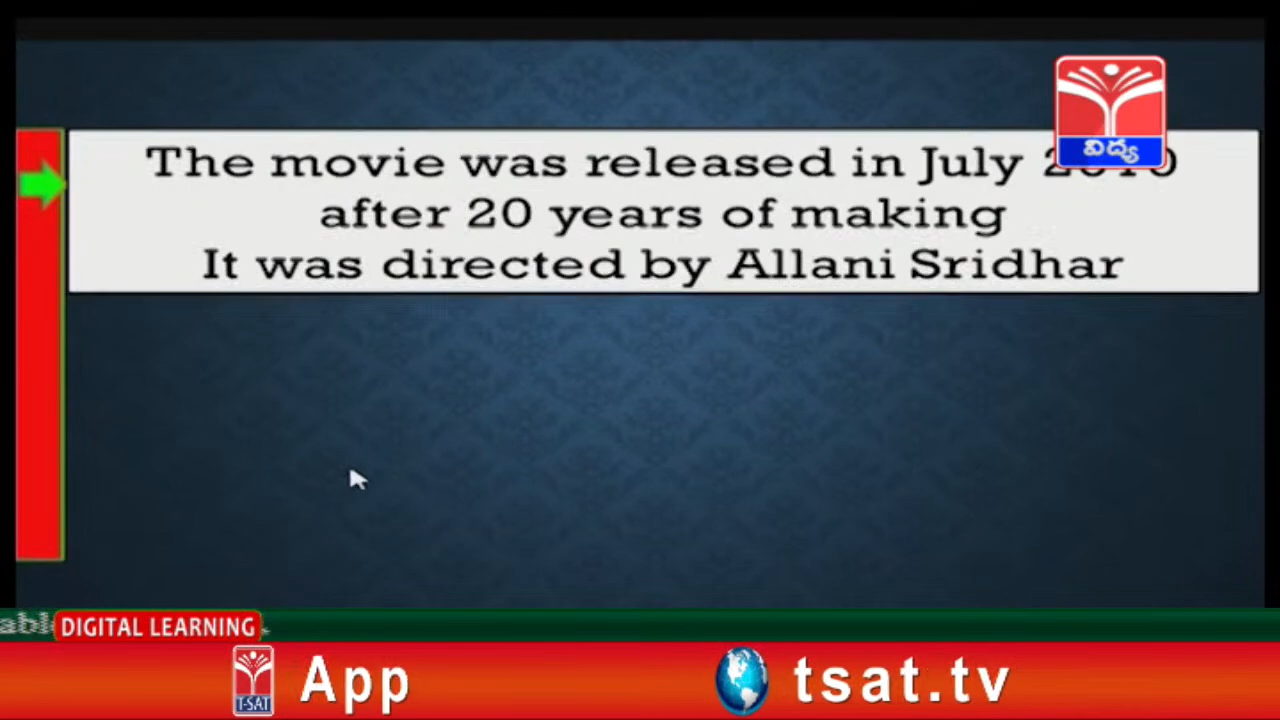 The movie was released in July 2010
విద్య
after 20 years of making
It was directed by Allani Sridhar
DIGITAL LEARNING
T-SAT
App
tsat.tv